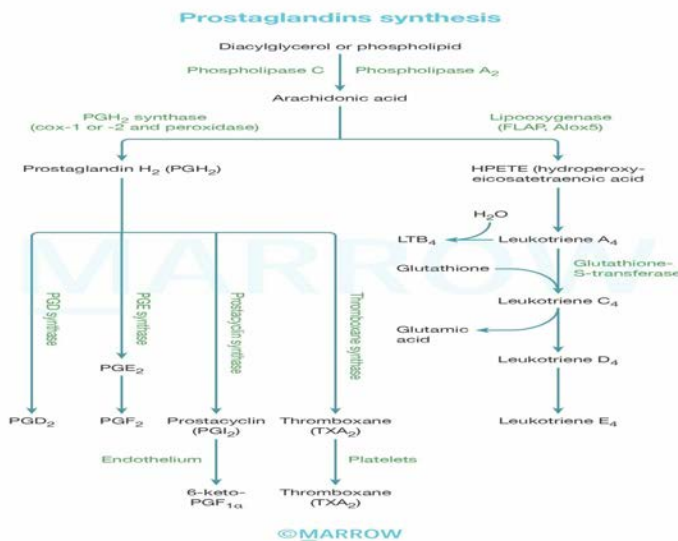 Prostaglandins synthesis
Diacylglycerol or phospholipid
Phospholipase C
Phospholipase A₂
Arachidonic acid
PGH₂ synthase
(cox-1 or -2 and peroxidase)
Lipooxygenase
(FLAP, Alox5)
Prostaglandin H₂ (PGH₂)
HPETE (hydroperoxy-
eicosatetraenoic acid
H₂O
LTB₄
Leukotriene A₄
MARROW
Glutathione
Glutathione-
S-transferase
Leukotriene C₄
Glutamic
acid
PGD synthase
PGE synthase
Prostacyclin synthase
Thromboxane synthase
Leukotriene D₄
PGE₂
PGD₂
PGF₂
Prostacyclin
(PGI₂)
Thromboxane
(TXA₂)
Leukotriene E₄
Endothelium
Platelets
6-keto-
PGF₁α
Thromboxane
(TXA₂)
©MARROW